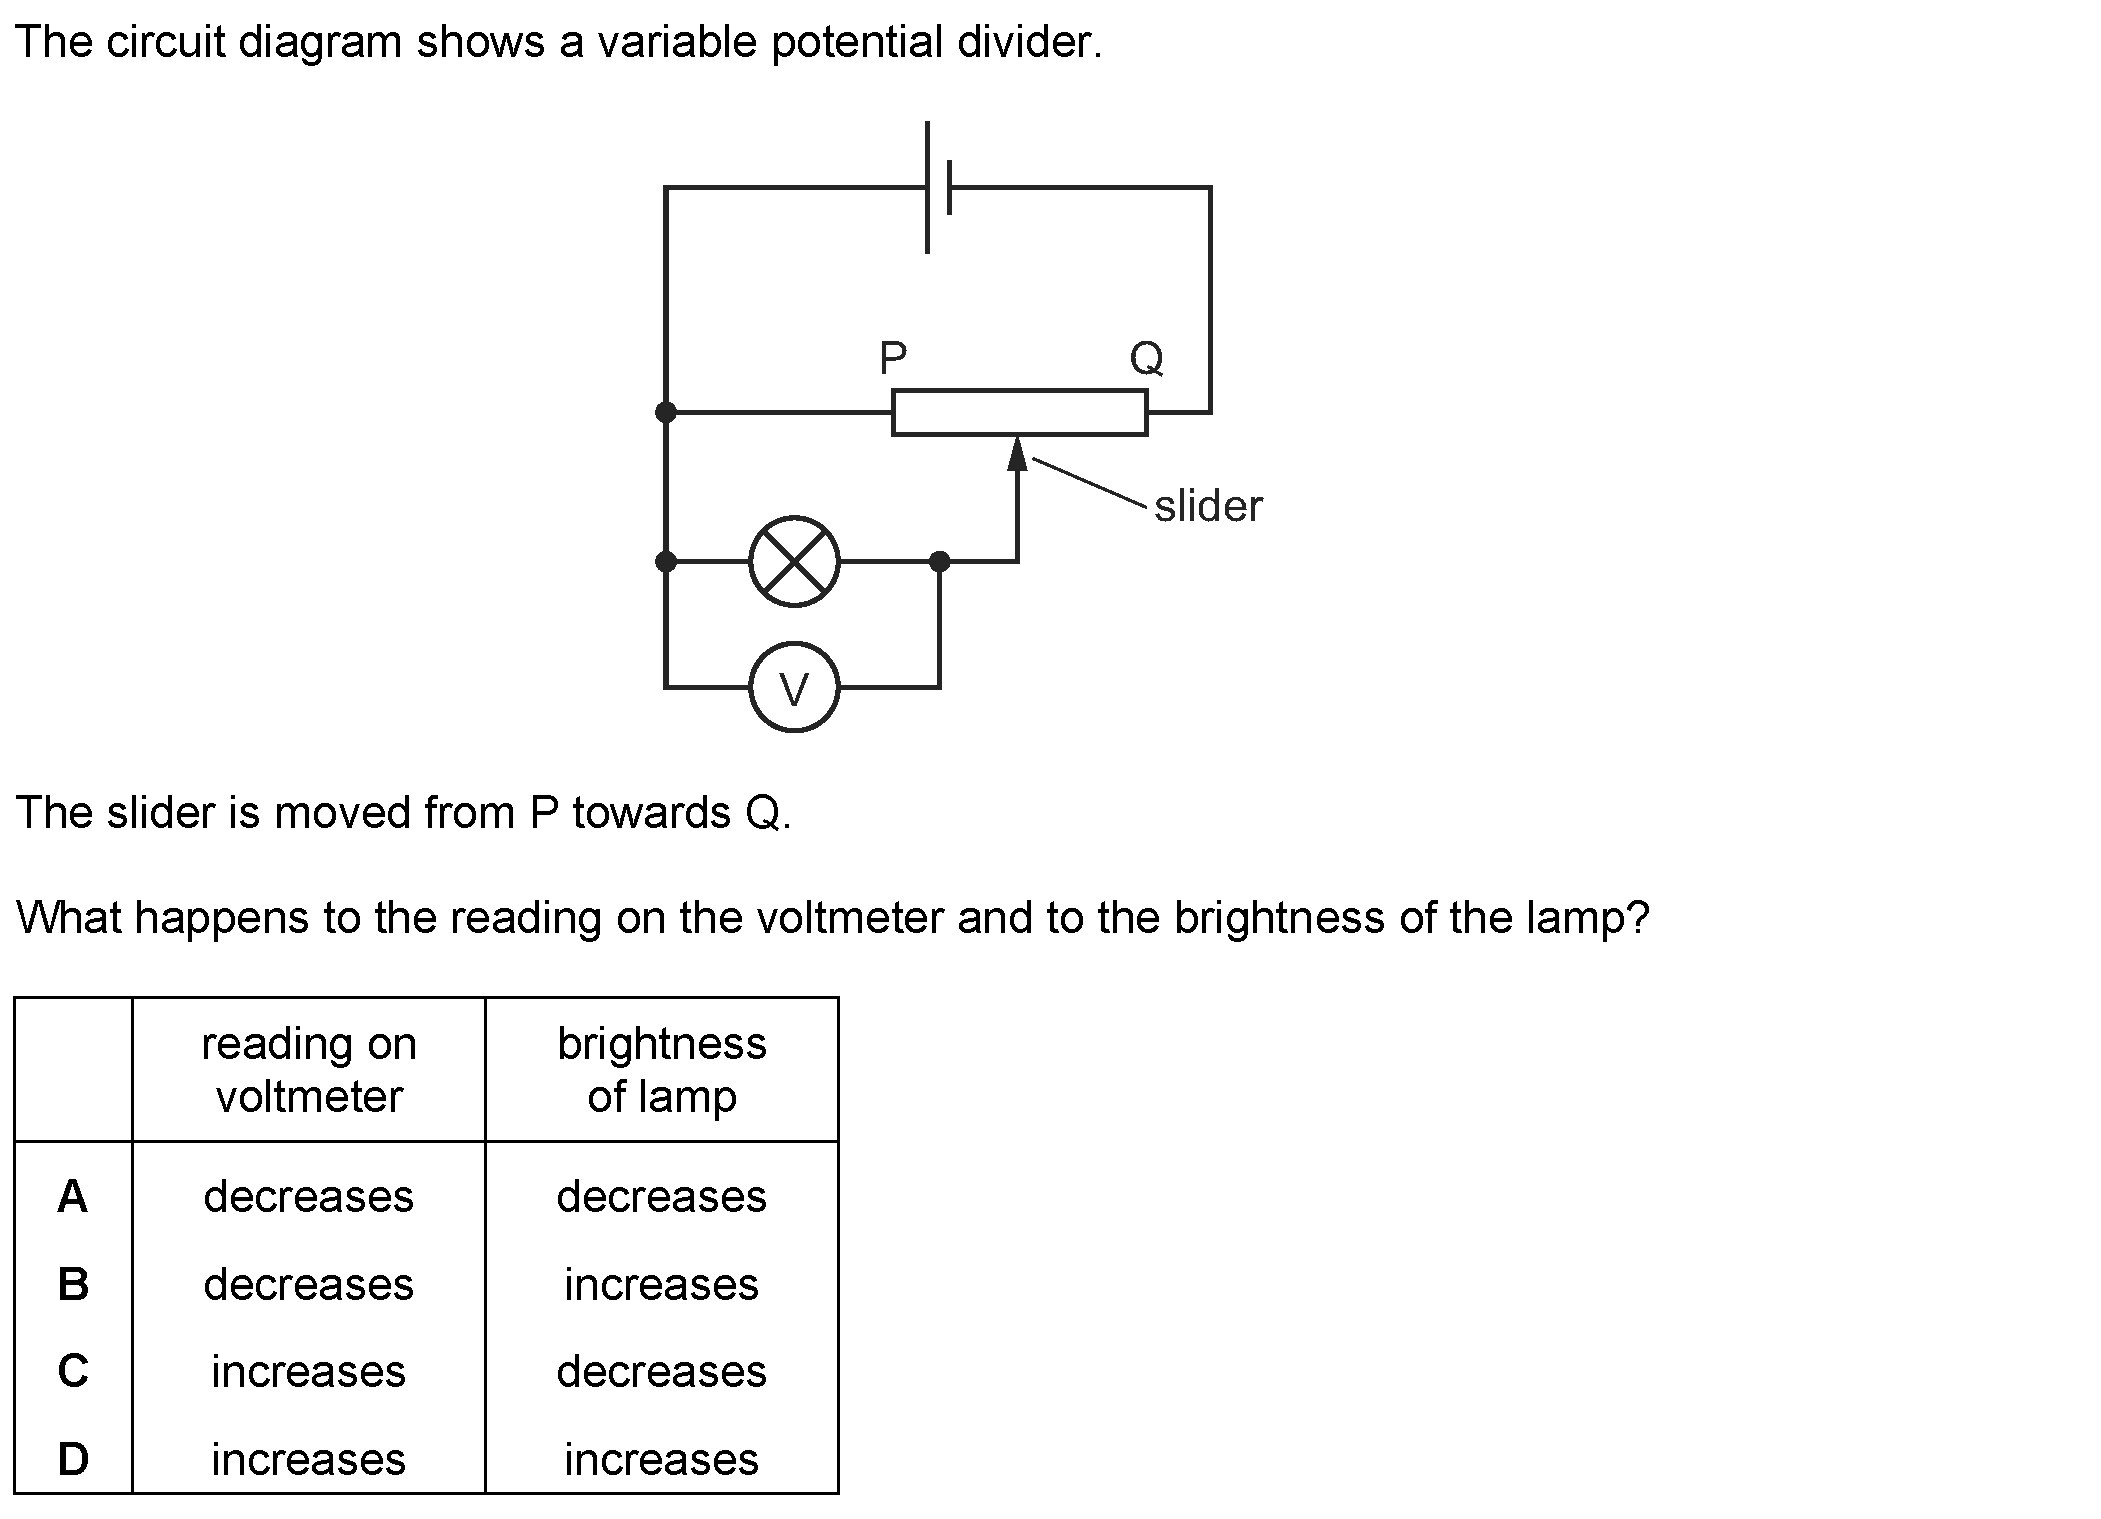 The circuit diagram shows a variable potential divider.
P
Q
slider
V
The slider is moved from P towards Q.
What happens to the reading on the voltmeter and to the brightness of the lamp?
reading on voltmeter
brightness of lamp
A decreases decreases
B decreases increases
C increases decreases
D increases increases